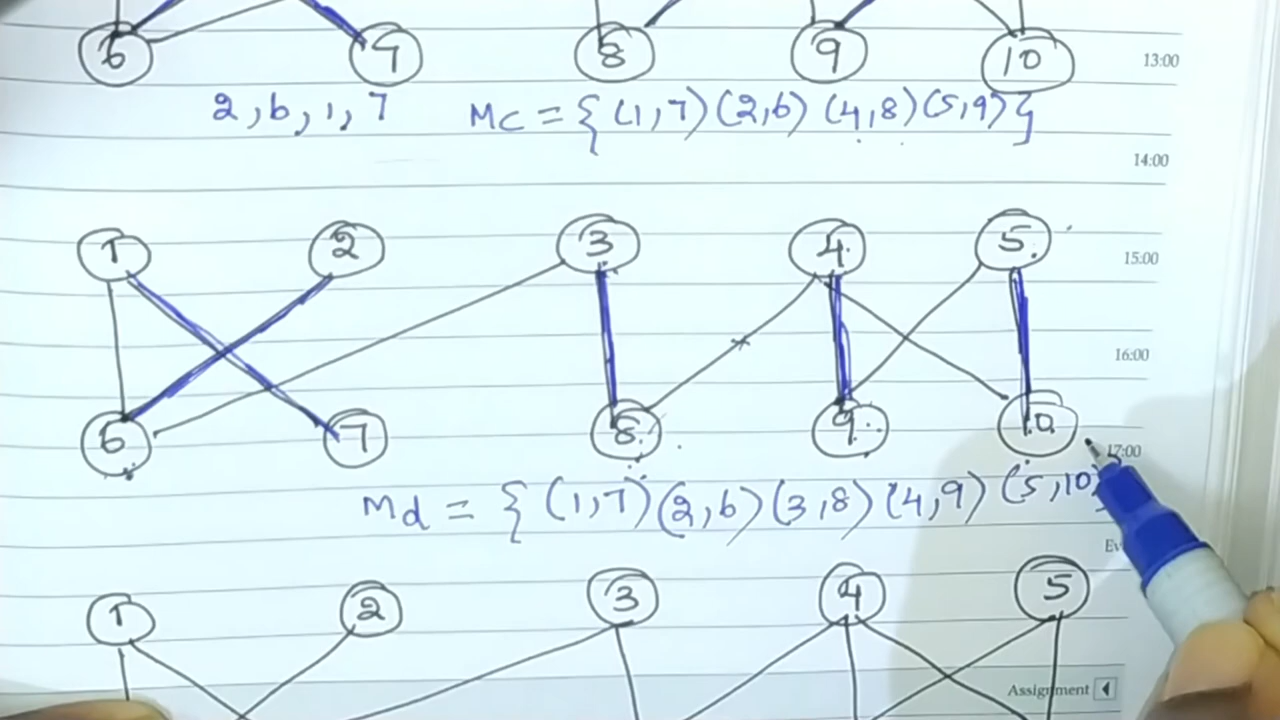 6 7 8 9 10
13:00
2, 6, 1, 7 Mc = { (1,7) (2,6) (4,8) (5,9) }
14:00
1 2 3 4 5
15:00
16:00
6 7 8 9 10
17:00
Md = { (1,7) (2,6) (3,8) (4,9) (5,10)
Ev
1 2 3 4 5
Assignment